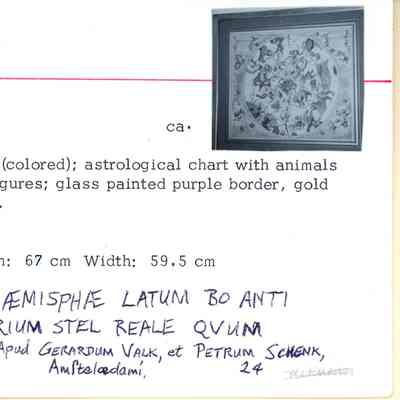 ca.
(colored); astrological chart with animals
gures; glass painted purple border, gold
h: 67 cm Width: 59.5 cm
ÆMISPHÆ LATUM BO ANTI
RIUM STEL REALE QVUM
Apud GERARDUM VALK, et PETRUM SCHENK,
Amstelædami, 24